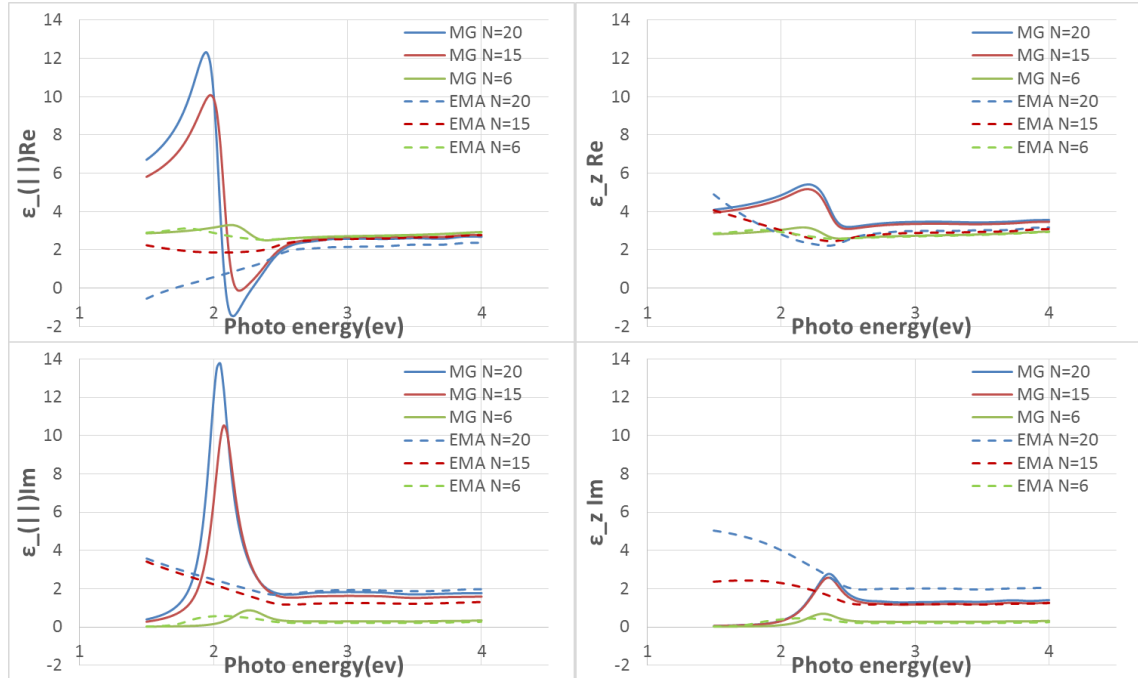 14
12
10
8
6
4
2
0
-2
ε_(||)Re
1
2
3
4
Photo energy(ev)
MG N=20
MG N=15
MG N=6
EMA N=20
EMA N=15
EMA N=6
14
12
10
8
6
4
2
0
-2
ε_z Re
1
2
3
4
Photo energy(ev)
MG N=20
MG N=15
MG N=6
EMA N=20
EMA N=15
EMA N=6
14
12
10
8
6
4
2
0
-2
ε_(||)Im
1
2
3
4
Photo energy(ev)
MG N=20
MG N=15
MG N=6
EMA N=20
EMA N=15
EMA N=6
14
12
10
8
6
4
2
0
-2
ε_z Im
1
2
3
4
Photo energy(ev)
MG N=20
MG N=15
MG N=6
EMA N=20
EMA N=15
EMA N=6